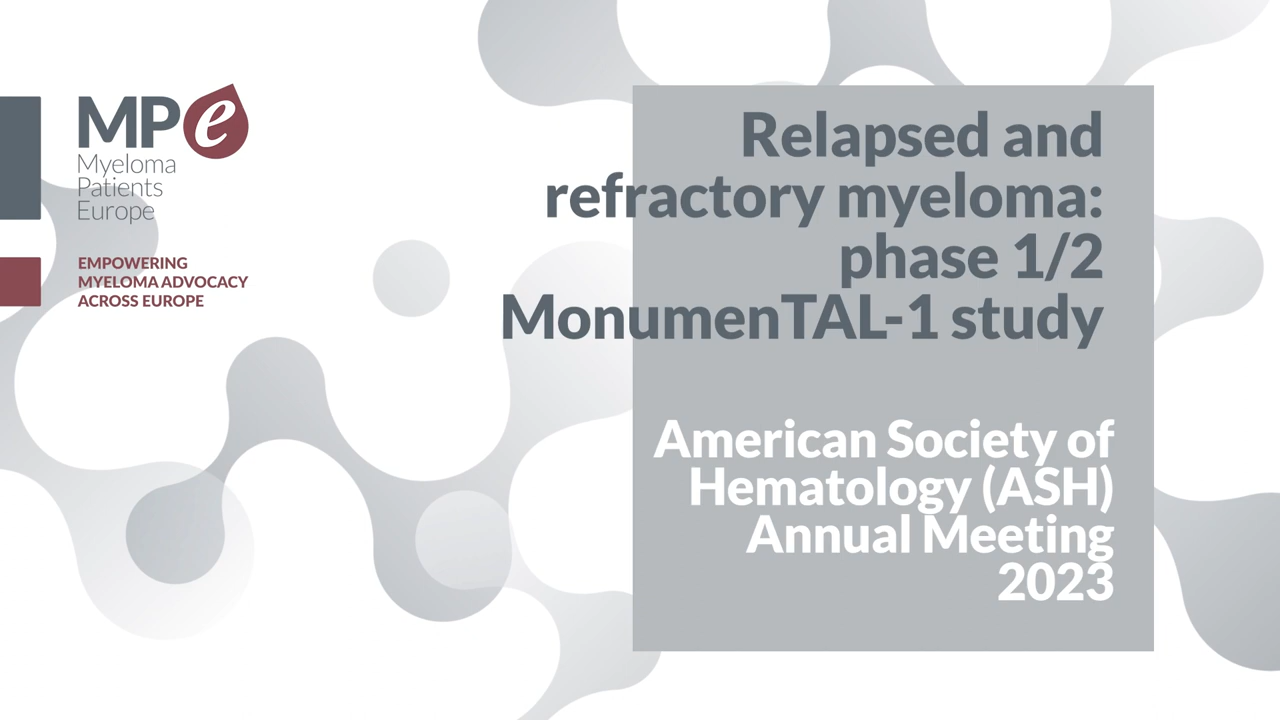 MPe
Myeloma
Patients
Europe
EMPOWERING
MYELOMA ADVOCACY
ACROSS EUROPE
Relapsed and
refractory myeloma:
phase 1/2
MonumenTAL-1 study
American Society of
Hematology (ASH)
Annual Meeting
2023